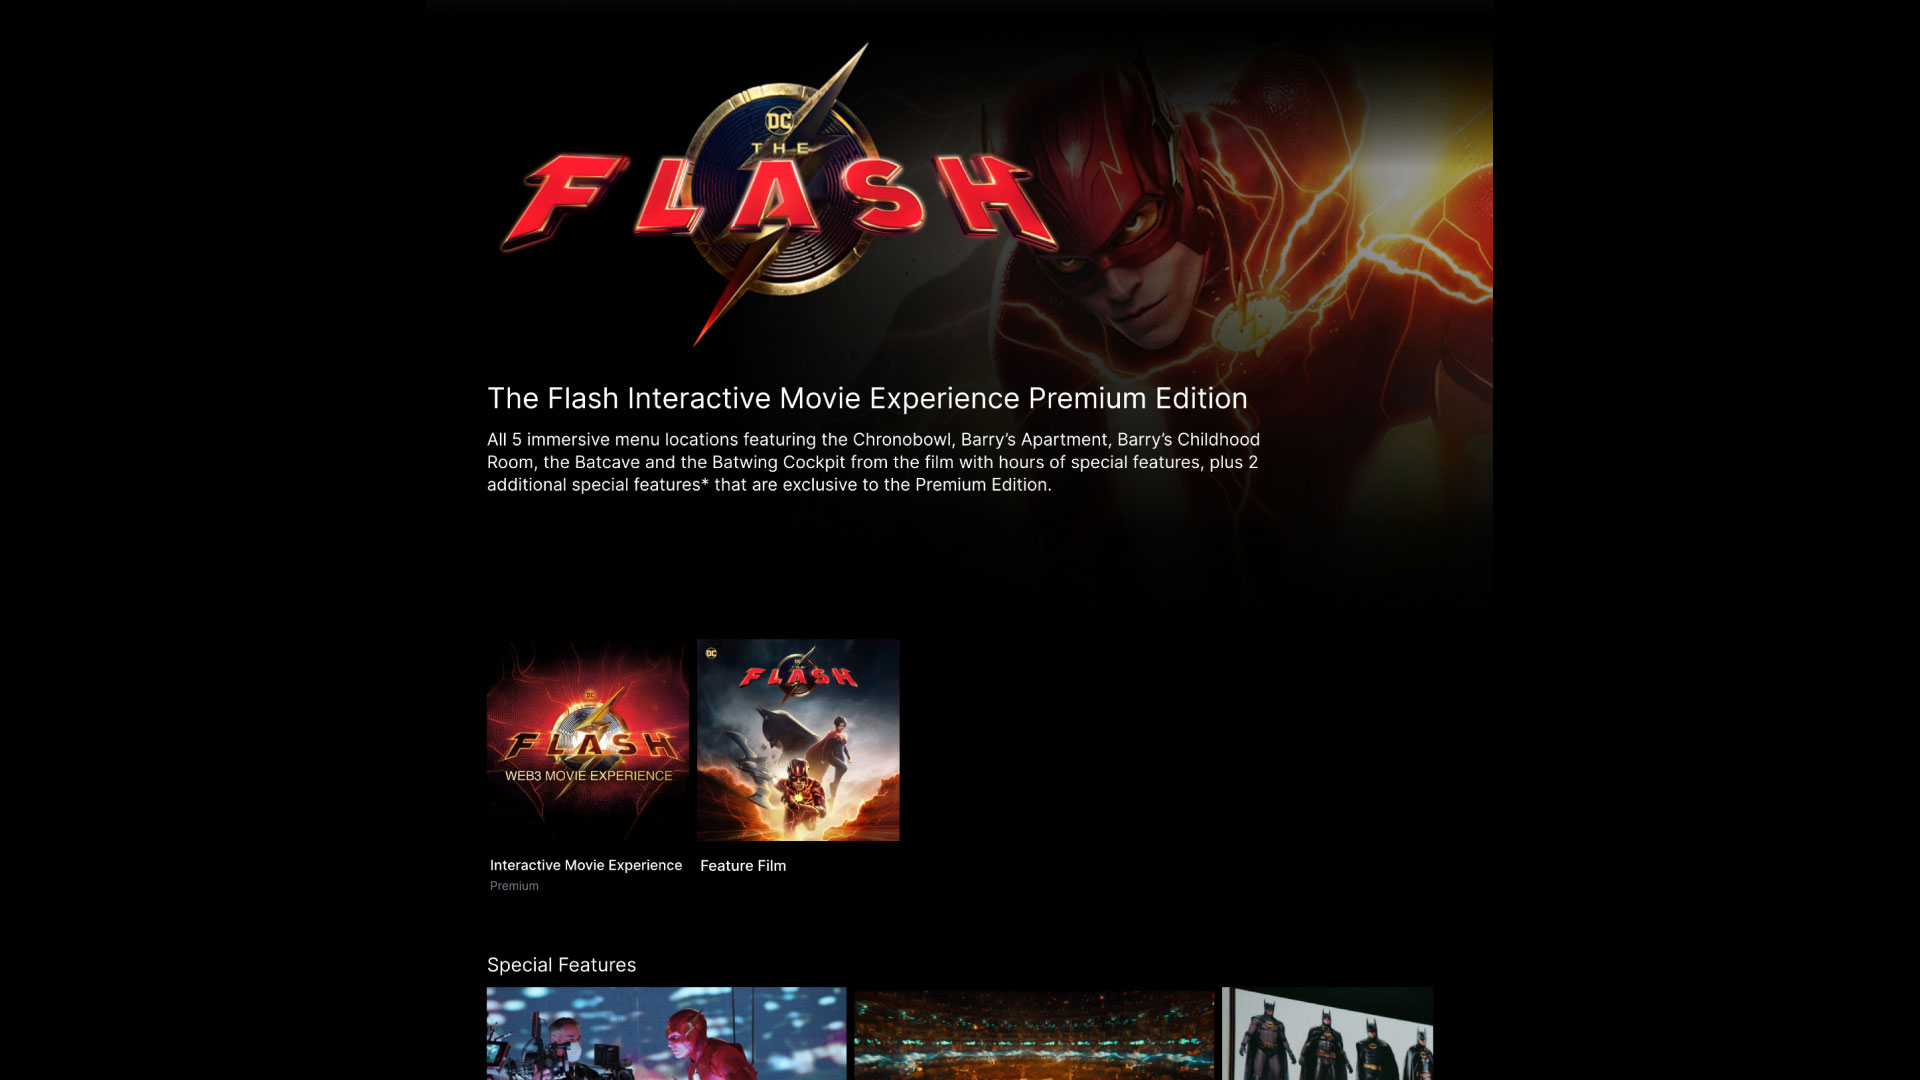 DC
THE
FLASH
The Flash Interactive Movie Experience Premium Edition
All 5 immersive menu locations featuring the Chronobowl, Barry’s Apartment, Barry’s Childhood
Room, the Batcave and the Batwing Cockpit from the film with hours of special features, plus 2
additional special features* that are exclusive to the Premium Edition.
DC
FLASH
WEB3 MOVIE EXPERIENCE
DC
DC
THE
FLASH
Interactive Movie Experience
Premium
Feature Film
Special Features